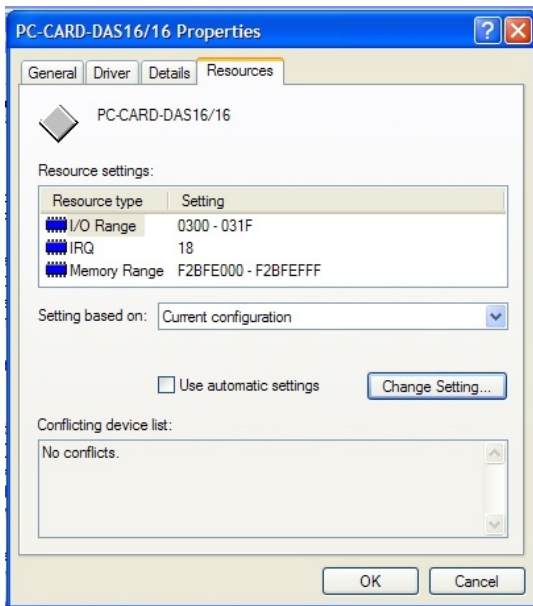 PC-CARD-DAS16/16 Properties
General Driver Details Resources
PC-CARD-DAS16/16
Resource settings:
Resource type Setting
I/O Range 0300 - 031F
IRQ 18
Memory Range F2BFE000 - F2BFEFFF
Setting based on: Current configuration
Use automatic settings Change Setting...
Conflicting device list:
No conflicts.
OK Cancel